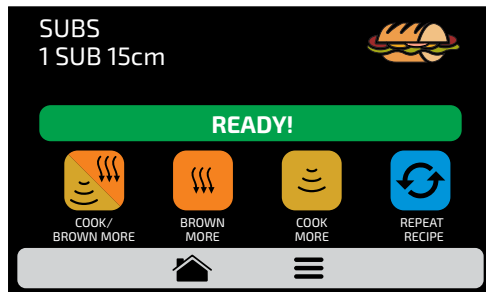 SUBS
1 SUB 15cm
READY!
COOK/
BROWN MORE
BROWN
MORE
COOK
MORE
REPEAT
RECIPE